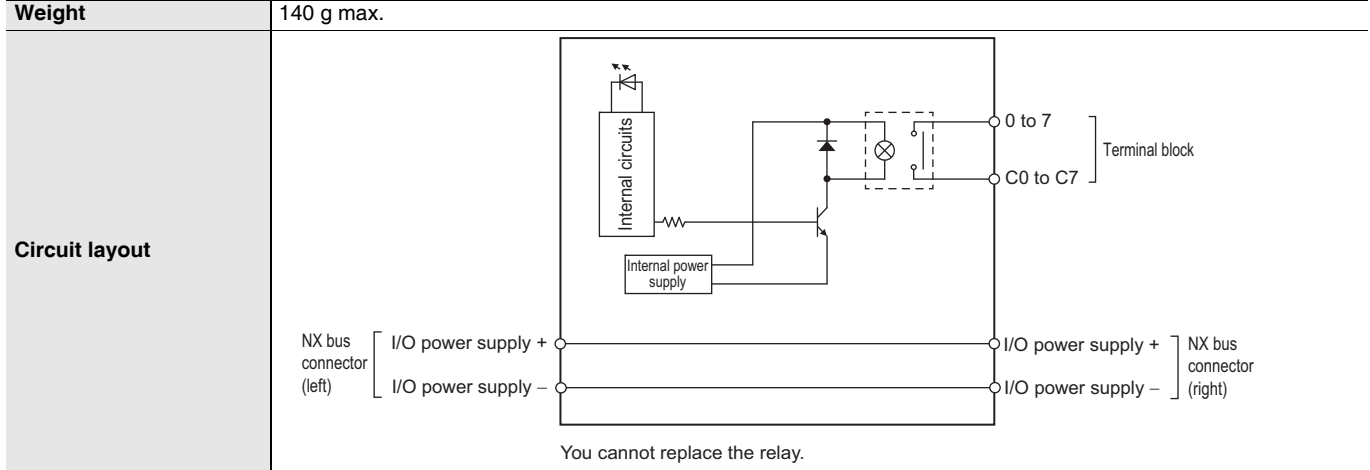 Weight
140 g max.
Circuit layout
Internal circuits
0 to 7
Terminal block
C0 to C7
Internal power
supply
NX bus
connector
(left)
I/O power supply +
I/O power supply –
I/O power supply +
I/O power supply –
NX bus
connector
(right)
You cannot replace the relay.